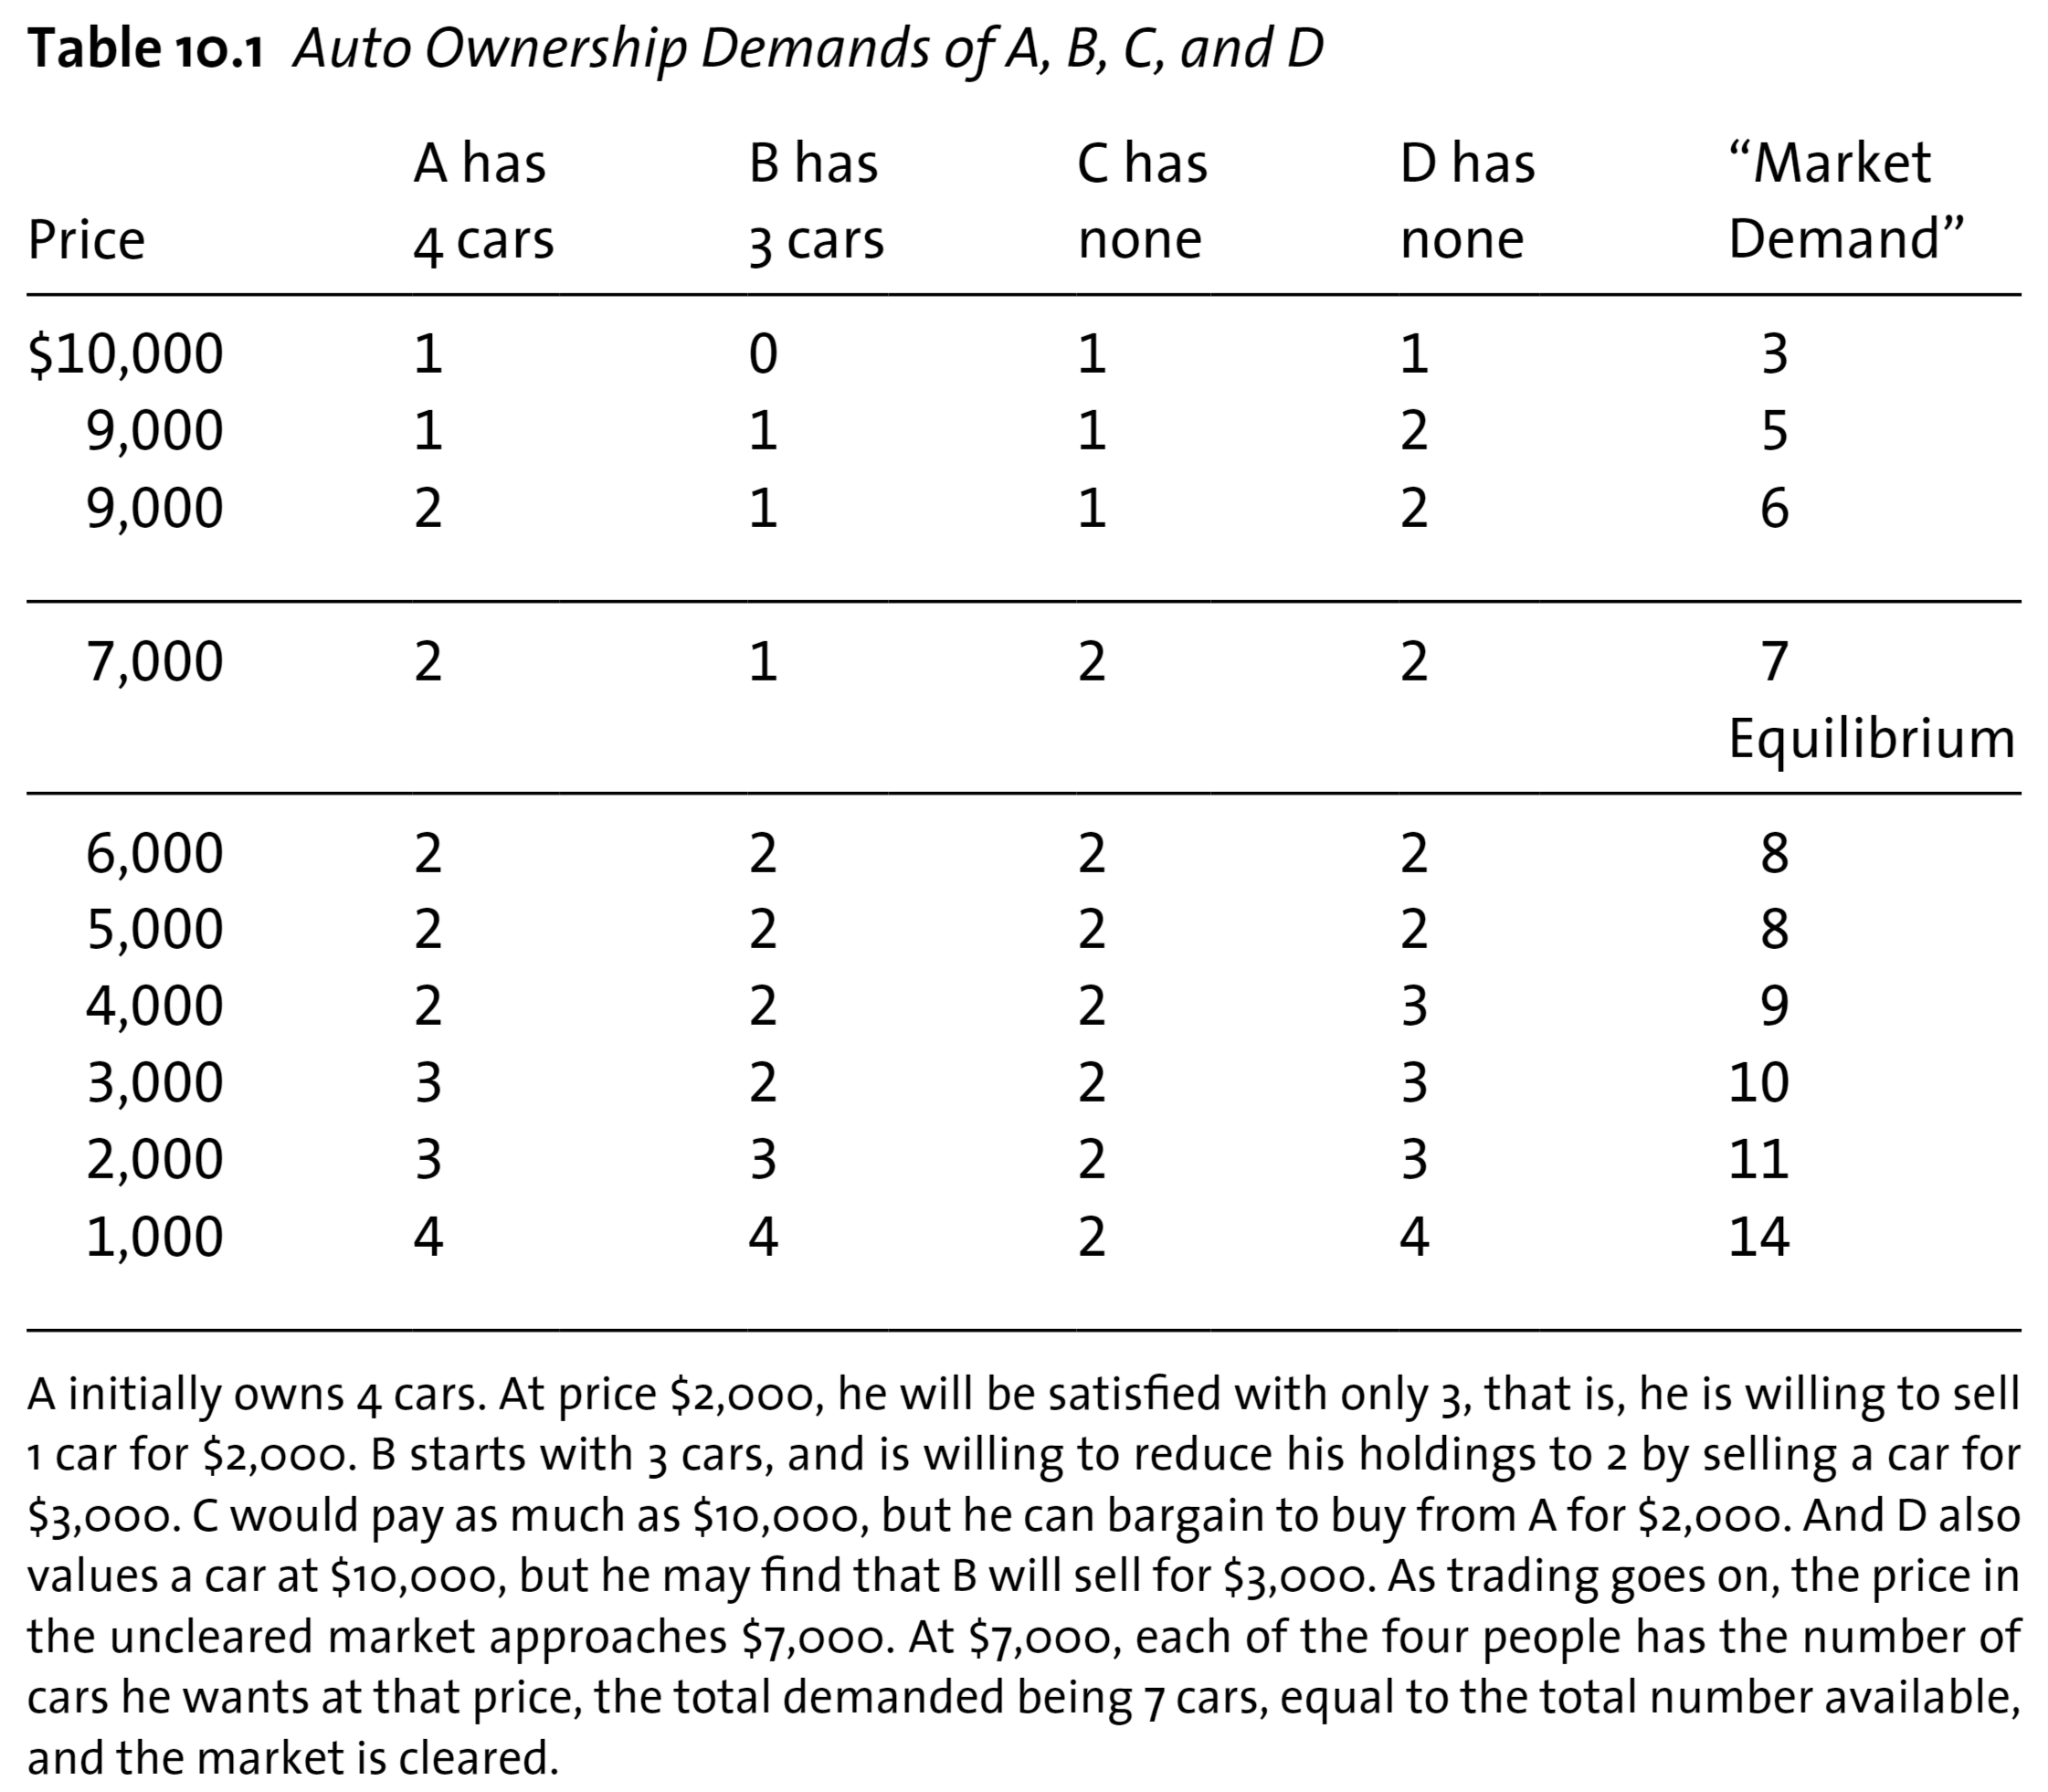 Table 10.1 Auto Ownership Demands of A, B, C, and D
A has B has C has D has “Market
Price 4 cars 3 cars none none Demand”
$10,000 1 0 1 1 3
9,000 1 1 1 2 5
9,000 2 1 1 2 6
7,000 2 1 2 2 7
Equilibrium
6,000 2 2 2 2 8
5,000 2 2 2 2 8
4,000 2 2 2 3 9
3,000 3 2 2 3 10
2,000 3 3 2 3 11
1,000 4 4 2 4 14
A initially owns 4 cars. At price $2,000, he will be satisfied with only 3, that is, he is willing to sell
1 car for $2,000. B starts with 3 cars, and is willing to reduce his holdings to 2 by selling a car for
$3,000. C would pay as much as $10,000, but he can bargain to buy from A for $2,000. And D also
values a car at $10,000, but he may find that B will sell for $3,000. As trading goes on, the price in
the uncleared market approaches $7,000. At $7,000, each of the four people has the number of
cars he wants at that price, the total demanded being 7 cars, equal to the total number available,
and the market is cleared.